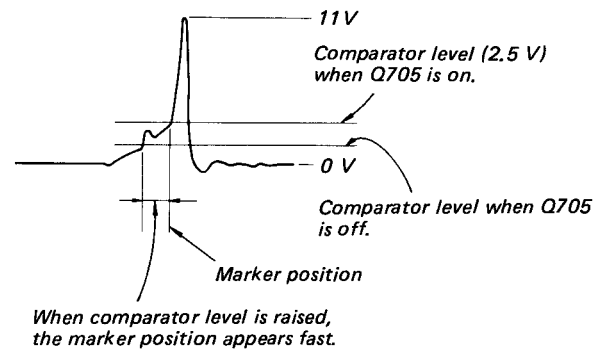 11V
Comparator level (2.5 V)
when Q705 is on.
0 V
Comparator level when Q705
is off.
Marker position
When comparator level is raised,
the marker position appears fast.